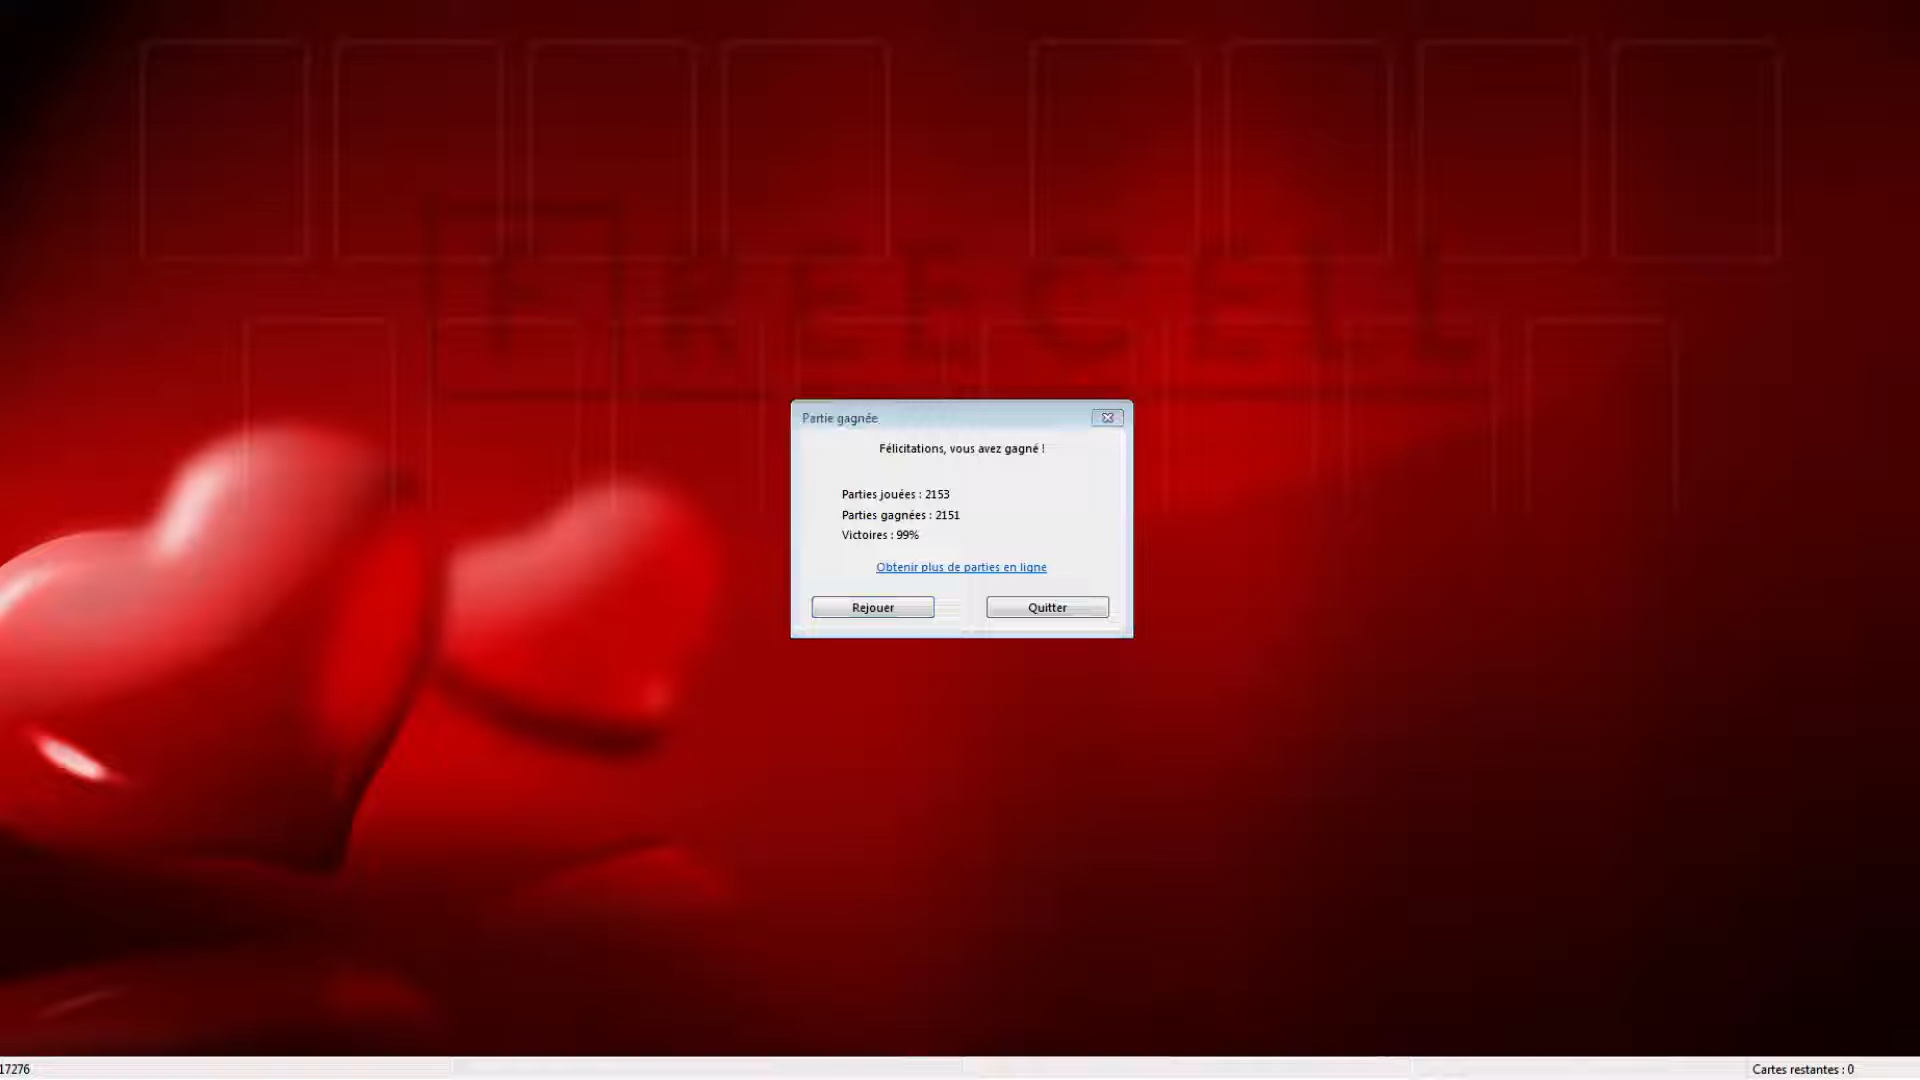 FREECELL
Partie gagnée
Félicitations, vous avez gagné !
Parties jouées : 2153
Parties gagnées : 2151
Victoires : 99%
Obtenir plus de parties en ligne
Rejouer
Quitter
17276
Cartes restantes : 0